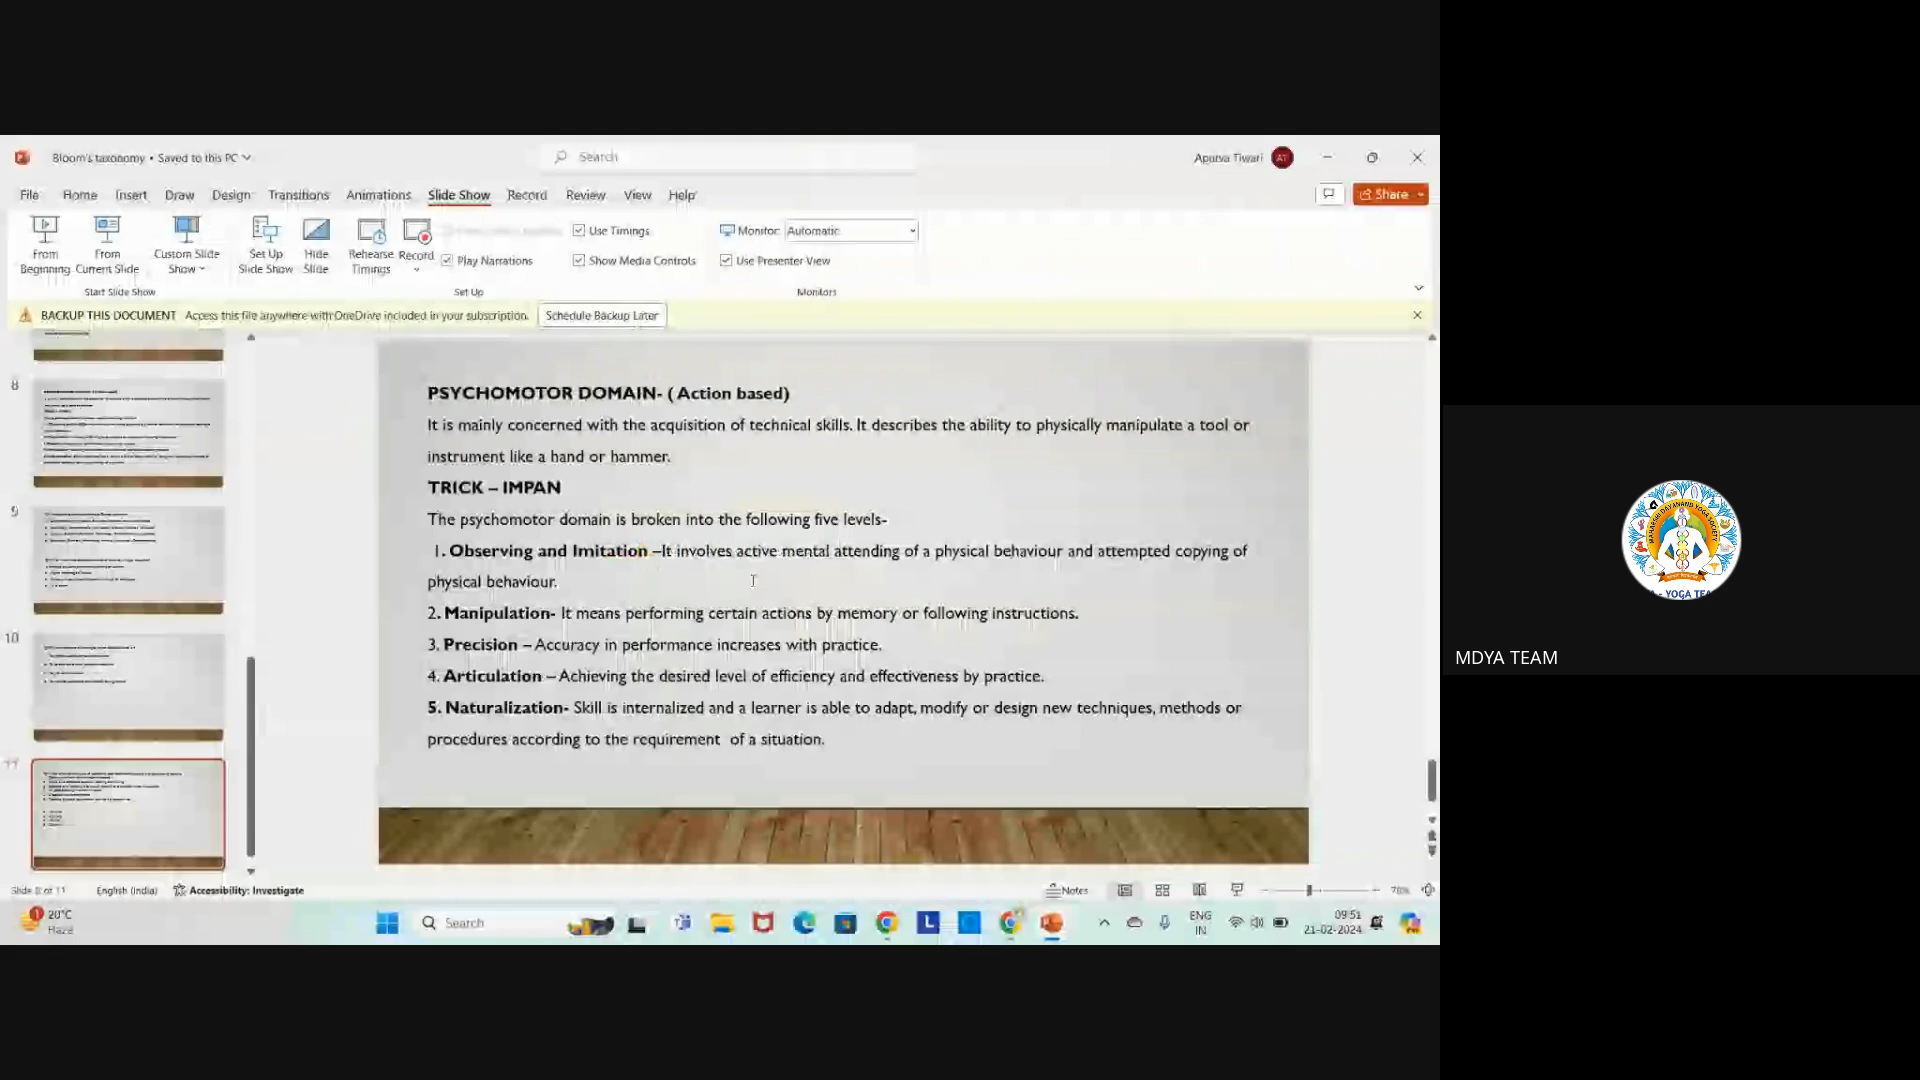 Bloom's taxonomy • Saved to this PC
Search
Apurva Tiwari AT
File Home Insert Draw Design Transitions Animations Slide Show Record Review View Help
Share
From Beginning
From Current Slide
Custom Slide Show
Set Up Slide Show
Hide Slide
Rehearse Timings
Record
Play Narrations
Use Timings
Show Media Controls
Monitor: Automatic
Use Presenter View
Start Slide Show
Set Up
Monitors
BACKUP THIS DOCUMENT Access this file anywhere with OneDrive included in your subscription. Schedule Backup Later
8
9
10
11
PSYCHOMOTOR DOMAIN- ( Action based)
It is mainly concerned with the acquisition of technical skills. It describes the ability to physically manipulate a tool or
instrument like a hand or hammer.
TRICK – IMPAN
The psychomotor domain is broken into the following five levels-
1. Observing and Imitation –It involves active mental attending of a physical behaviour and attempted copying of
physical behaviour.
2. Manipulation- It means performing certain actions by memory or following instructions.
3. Precision – Accuracy in performance increases with practice.
4. Articulation – Achieving the desired level of efficiency and effectiveness by practice.
5. Naturalization- Skill is internalized and a learner is able to adapt, modify or design new techniques, methods or
procedures according to the requirement of a situation.
MAHARSHI DAYANAND YOGA SOCIETY
MDYA TEAM
English (India)
Accessibility: Investigate
Notes
78%
1
20°C
Haze
Search
ENG
IN
09:51
21-02-2024